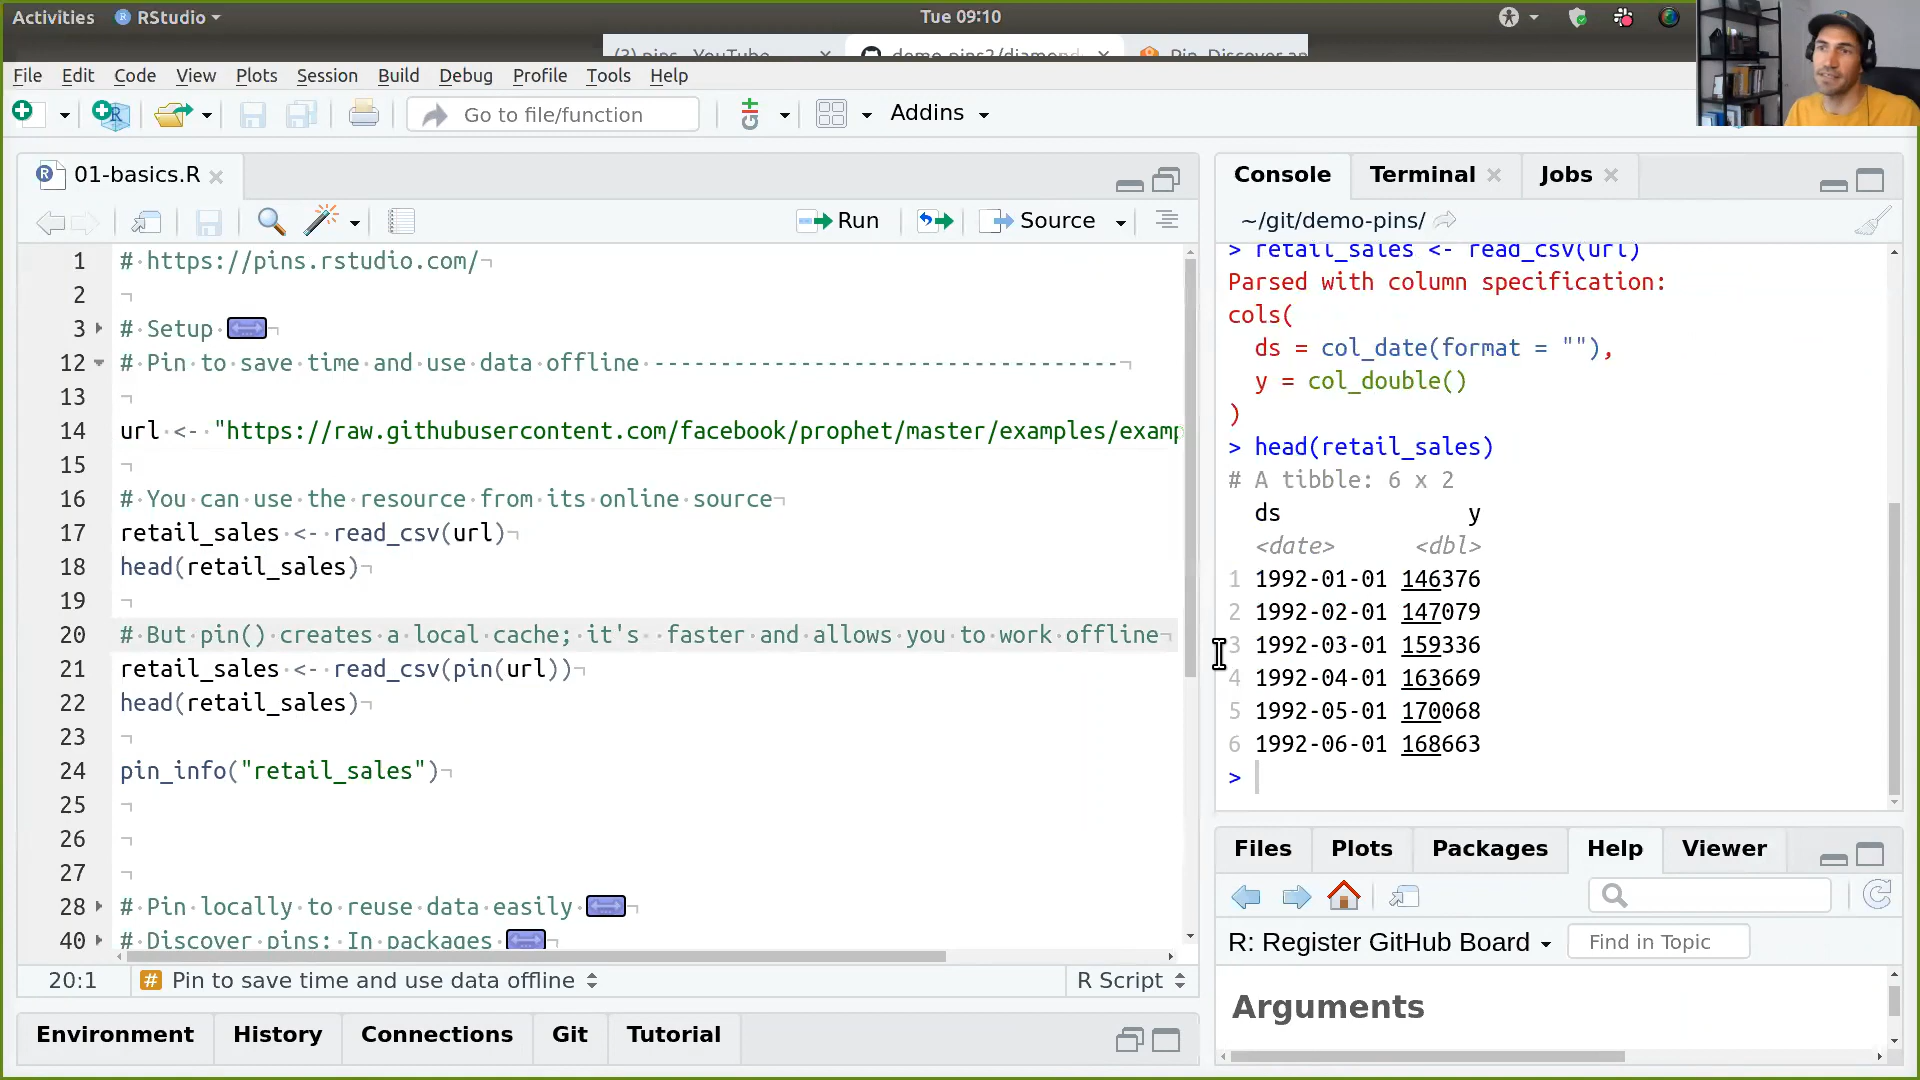 Activities RStudio Tue 09:10
(3) pins - YouTube demo-pins2/diamond Pin, Discover an
File Edit Code View Plots Session Build Debug Profile Tools Help
Go to file/function Addins
01-basics.R
Run Source
1 # https://pins.rstudio.com/
2
3 # Setup
12 # Pin to save time and use data offline -----------------------------------
13
14 url <- "https://raw.githubusercontent.com/facebook/prophet/master/examples/examp
15
16 # You can use the resource from its online source
17 retail_sales <- read_csv(url)
18 head(retail_sales)
19
20 # But pin() creates a local cache; it's  faster and allows you to work offline
21 retail_sales <- read_csv(pin(url))
22 head(retail_sales)
23
24 pin_info("retail_sales")
25
26
27
28 # Pin locally to reuse data easily
40 # Discover pins: In packages
20:1 # Pin to save time and use data offline R Script
Environment History Connections Git Tutorial
Console Terminal Jobs
~/git/demo-pins/
> retail_sales <- read_csv(url)
Parsed with column specification:
cols(
ds = col_date(format = ""),
y = col_double()
)
> head(retail_sales)
# A tibble: 6 x 2
ds y
<date> <dbl>
1 1992-01-01 146376
2 1992-02-01 147079
3 1992-03-01 159336
4 1992-04-01 163669
5 1992-05-01 170068
6 1992-06-01 168663
>
Files Plots Packages Help Viewer
R: Register GitHub Board Find in Topic
Arguments